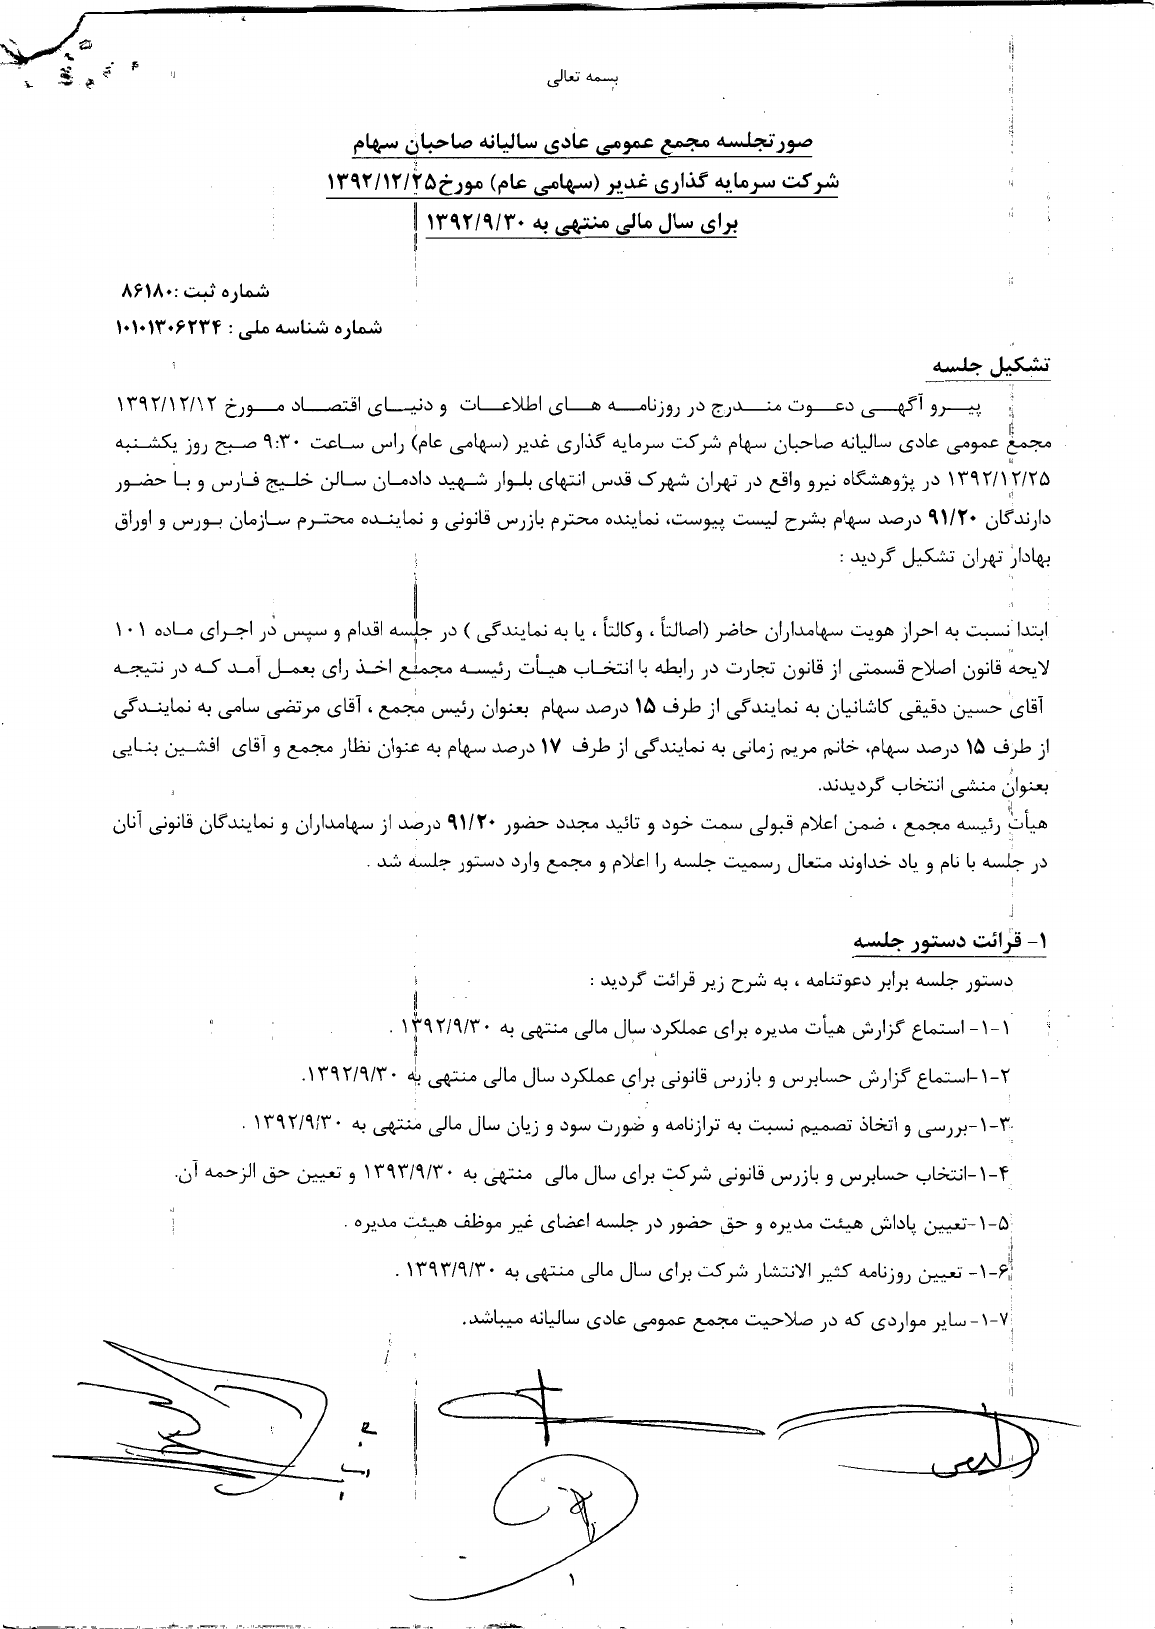 بسمه تعالی
صورتجلسه مجمع عمومی عادی سالیانه صاحبان سهام
شرکت سرمایه گذاری غدیر (سهامی عام) مورخ ۱۳۹۲/۱۲/۲۵
برای سال مالی منتهی به ۱۳۹۲/۹/۳۰
شماره ثبت :۸۶۱۸۰
شماره شناسه ملی : ۱۰۱۰۱۳۰۶۲۳۴
تشکیل جلسه
پیرو آگهی دعوت مندرج در روزنامه های اطلاعات و دنیای اقتصاد مورخ ۱۳۹۲/۱۲/۱۲
مجمع عمومی عادی سالیانه صاحبان سهام شرکت سرمایه گذاری غدیر (سهامی عام) راس ساعت ۹:۳۰ صبح روز یکشنبه
۱۳۹۲/۱۲/۲۵ در پژوهشگاه نیرو واقع در تهران شهرک قدس انتهای بلوار شهید دادمان سالن خلیج فارس و با حضور
دارندگان ۹۱/۲۰ درصد سهام بشرح لیست پیوست، نماینده محترم بازرس قانونی و نماینده محترم سازمان بورس و اوراق
بهادار تهران تشکیل گردید :
ابتدا نسبت به احراز هویت سهامداران حاضر (اصالتاً ، وکالتاً ، یا به نمایندگی ) در جلسه اقدام و سپس در اجرای ماده ۱۰۱
لایحه قانون اصلاح قسمتی از قانون تجارت در رابطه با انتخاب هیأت رئیسه مجمع اخذ رای بعمل آمد که در نتیجه
آقای حسین دقیقی کاشانیان به نمایندگی از طرف ۱۵ درصد سهام بعنوان رئیس مجمع ، آقای مرتضی سامی به نمایندگی
از طرف ۱۵ درصد سهام، خانم مریم زمانی به نمایندگی از طرف ۱۷ درصد سهام به عنوان نظار مجمع و آقای افشین بنایی
بعنوان منشی انتخاب گردیدند.
هیأت رئیسه مجمع ، ضمن اعلام قبولی سمت خود و تائید مجدد حضور ۹۱/۲۰ درصد از سهامداران و نمایندگان قانونی آنان
در جلسه با نام و یاد خداوند متعال رسمیت جلسه را اعلام و مجمع وارد دستور جلسه شد .
۱- قرائت دستور جلسه
دستور جلسه برابر دعوتنامه ، به شرح زیر قرائت گردید :
۱-۱- استماع گزارش هیأت مدیره برای عملکرد سال مالی منتهی به ۱۳۹۲/۹/۳۰ .
۱-۲-استماع گزارش حسابرس و بازرس قانونی برای عملکرد سال مالی منتهی به ۱۳۹۲/۹/۳۰.
۱-۳-بررسی و اتخاذ تصمیم نسبت به ترازنامه و صورت سود و زیان سال مالی منتهی به ۱۳۹۲/۹/۳۰ .
۱-۴-انتخاب حسابرس و بازرس قانونی شرکت برای سال مالی منتهی به ۱۳۹۳/۹/۳۰ و تعیین حق الزحمه آن.
۱-۵-تعیین پاداش هیئت مدیره و حق حضور در جلسه اعضای غیر موظف هیئت مدیره .
۱-۶- تعیین روزنامه کثیر الانتشار شرکت برای سال مالی منتهی به ۱۳۹۳/۹/۳۰ .
۱-۷- سایر مواردی که در صلاحیت مجمع عمومی عادی سالیانه میباشد.
۱